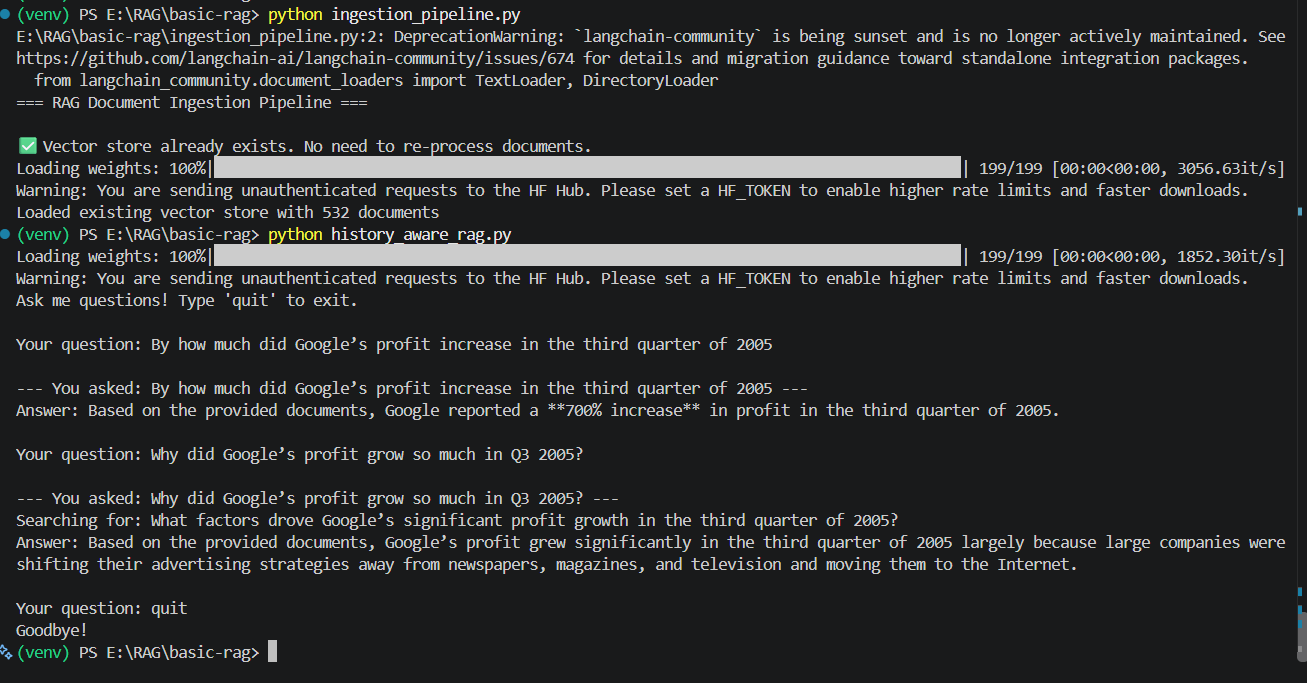 (venv) PS E:\RAG\basic-rag> python ingestion_pipeline.py
E:\RAG\basic-rag\ingestion_pipeline.py:2: DeprecationWarning: `langchain-community` is being sunset and is no longer actively maintained. See
https://github.com/langchain-ai/langchain-community/issues/674 for details and migration guidance toward standalone integration packages.
  from langchain_community.document_loaders import TextLoader, DirectoryLoader
=== RAG Document Ingestion Pipeline ===
✅ Vector store already exists. No need to re-process documents.
Loading weights: 100%| | 199/199 [00:00<00:00, 3056.63it/s]
Warning: You are sending unauthenticated requests to the HF Hub. Please set a HF_TOKEN to enable higher rate limits and faster downloads.
Loaded existing vector store with 532 documents
(venv) PS E:\RAG\basic-rag> python history_aware_rag.py
Loading weights: 100%| | 199/199 [00:00<00:00, 1852.30it/s]
Warning: You are sending unauthenticated requests to the HF Hub. Please set a HF_TOKEN to enable higher rate limits and faster downloads.
Ask me questions! Type 'quit' to exit.
Your question: By how much did Google’s profit increase in the third quarter of 2005
--- You asked: By how much did Google’s profit increase in the third quarter of 2005 ---
Answer: Based on the provided documents, Google reported a **700% increase** in profit in the third quarter of 2005.
Your question: Why did Google’s profit grow so much in Q3 2005?
--- You asked: Why did Google’s profit grow so much in Q3 2005? ---
Searching for: What factors drove Google’s significant profit growth in the third quarter of 2005?
Answer: Based on the provided documents, Google’s profit grew significantly in the third quarter of 2005 largely because large companies were
shifting their advertising strategies away from newspapers, magazines, and television and moving them to the Internet.
Your question: quit
Goodbye!
(venv) PS E:\RAG\basic-rag>